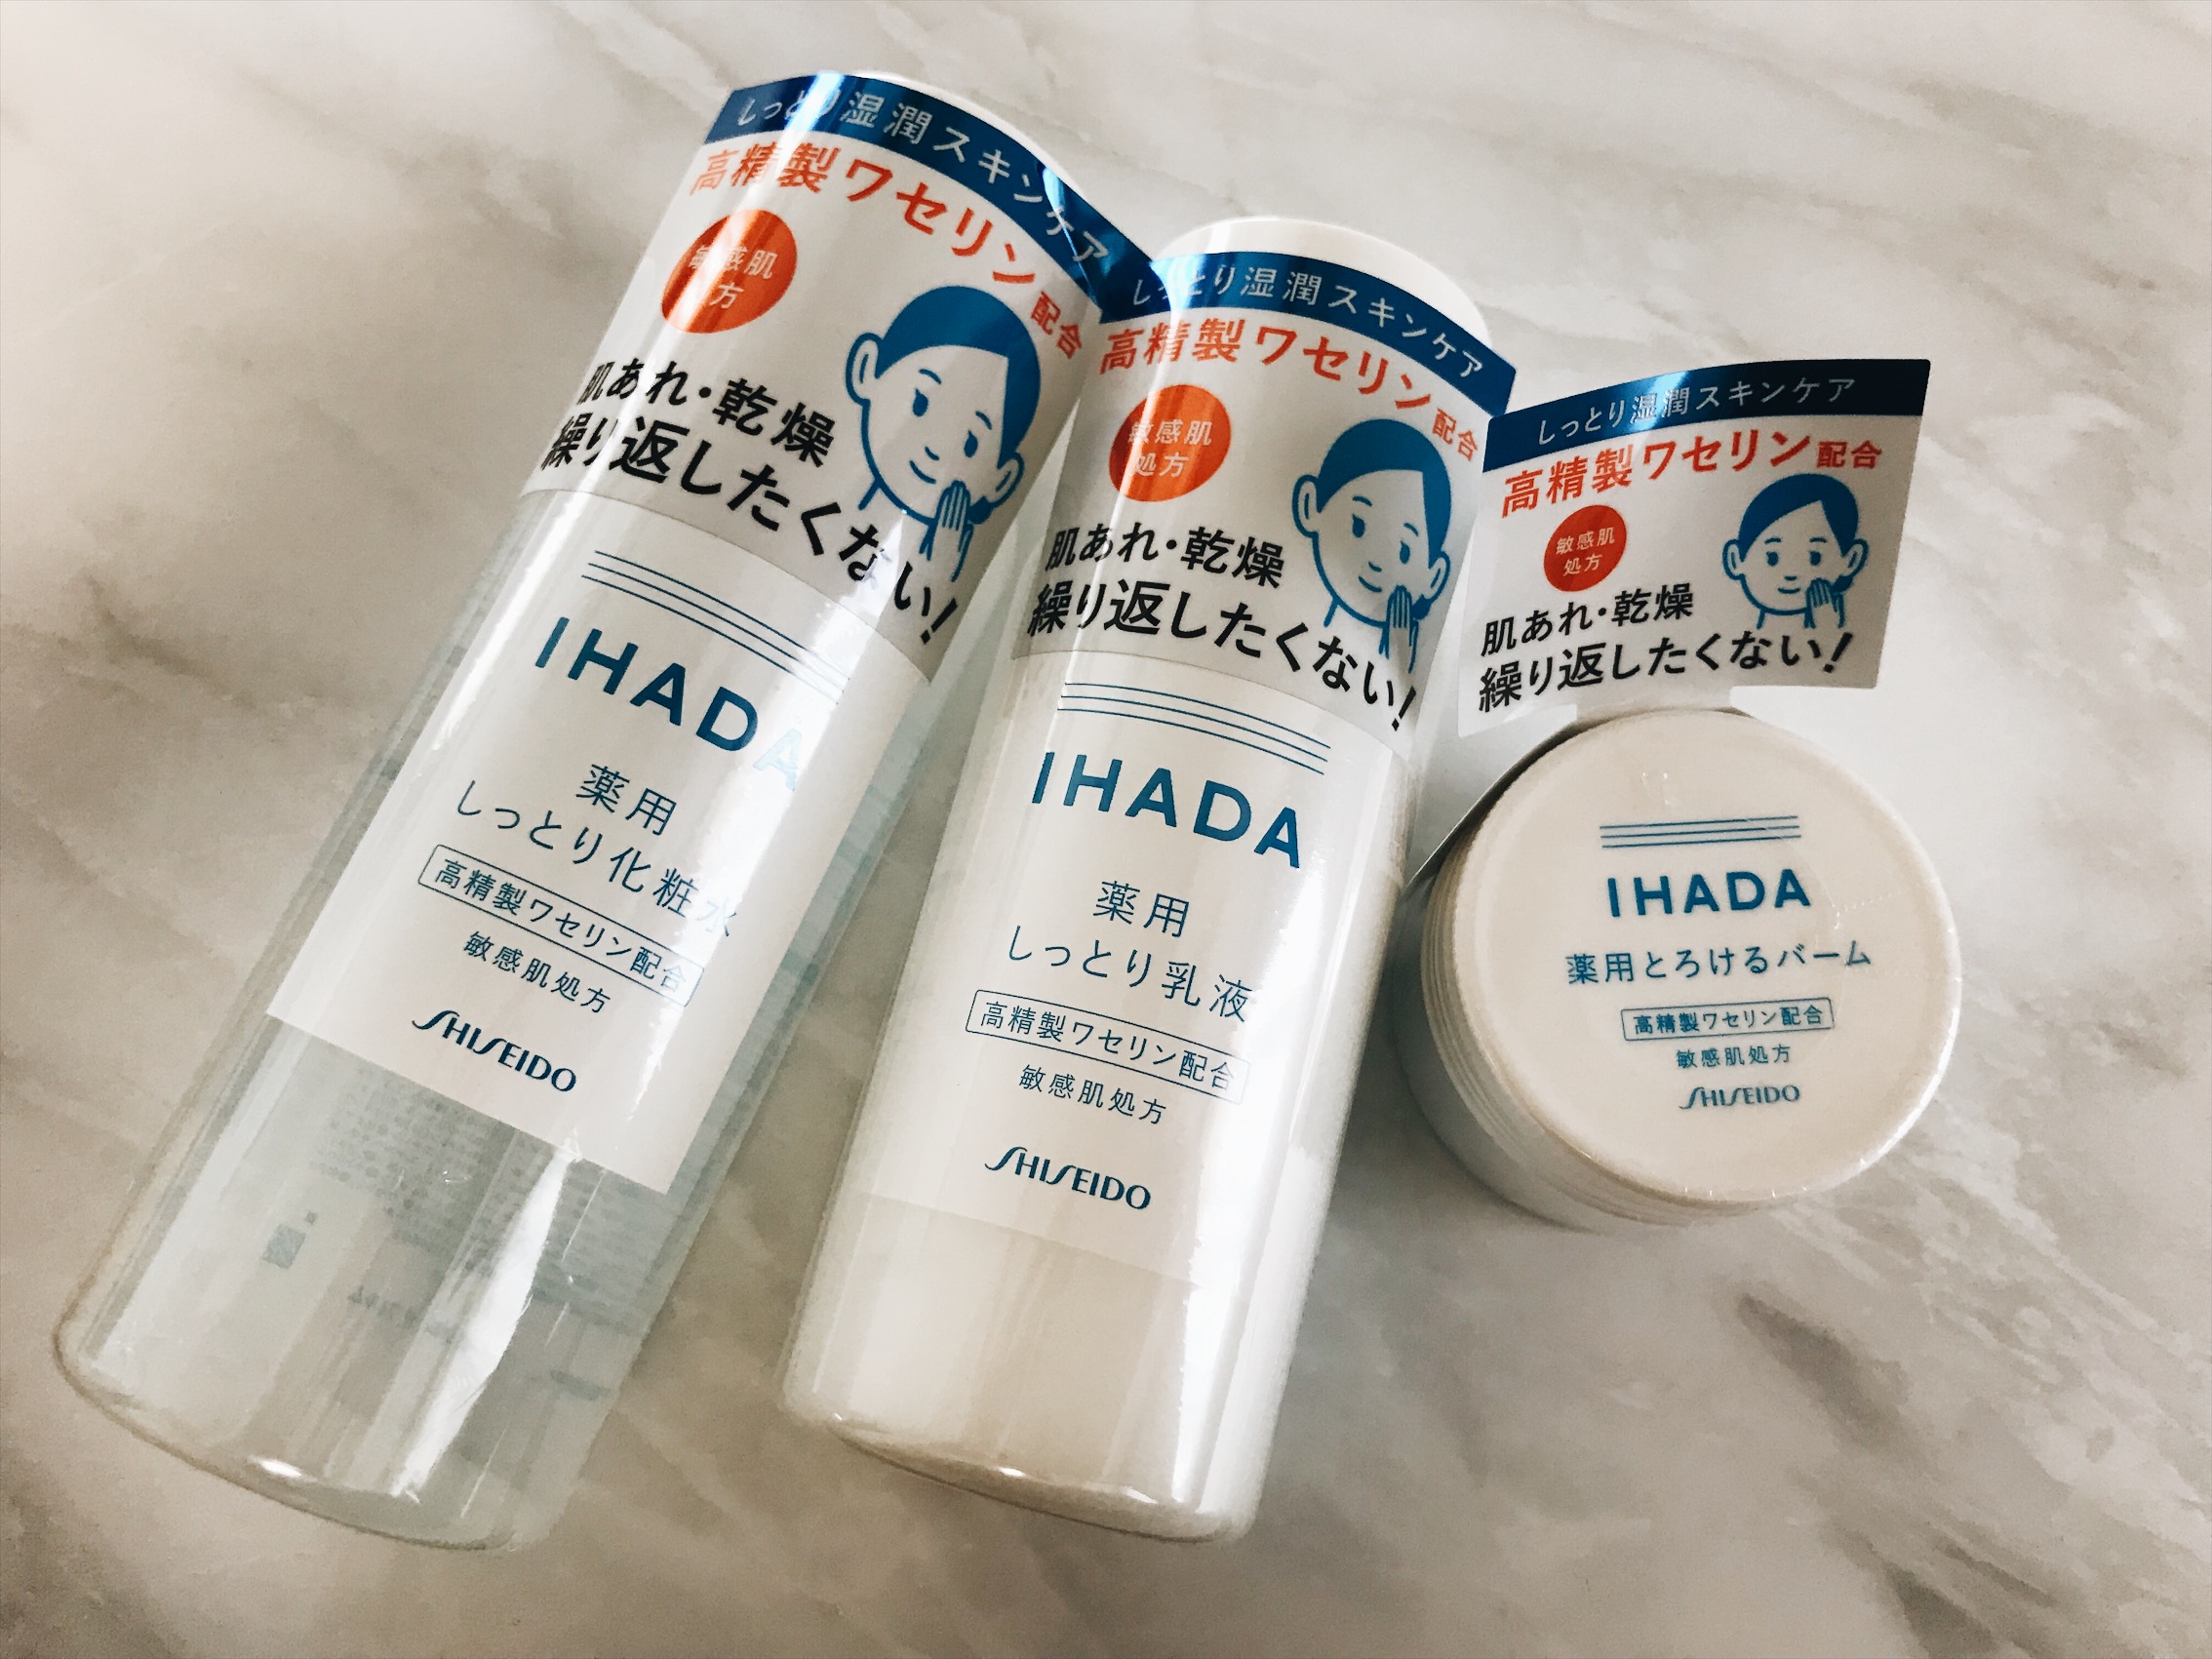 しっとり湿潤スキンケア
高精製ワセリン配合
敏感肌
処方
肌あれ・乾燥
繰り返したくない!
IHADA
薬用
しっとり化粧水
高精製ワセリン配合
敏感肌処方
SHISEIDO
しっとり湿潤スキンケア
高精製ワセリン配合
敏感肌
処方
肌あれ・乾燥
繰り返したくない!
IHADA
薬用
しっとり乳液
高精製ワセリン配合
敏感肌処方
SHISEIDO
しっとり湿潤スキンケア
高精製ワセリン配合
敏感肌
処方
肌あれ・乾燥
繰り返したくない!
IHADA
薬用とろけるバーム
高精製ワセリン配合
敏感肌処方
SHISEIDO